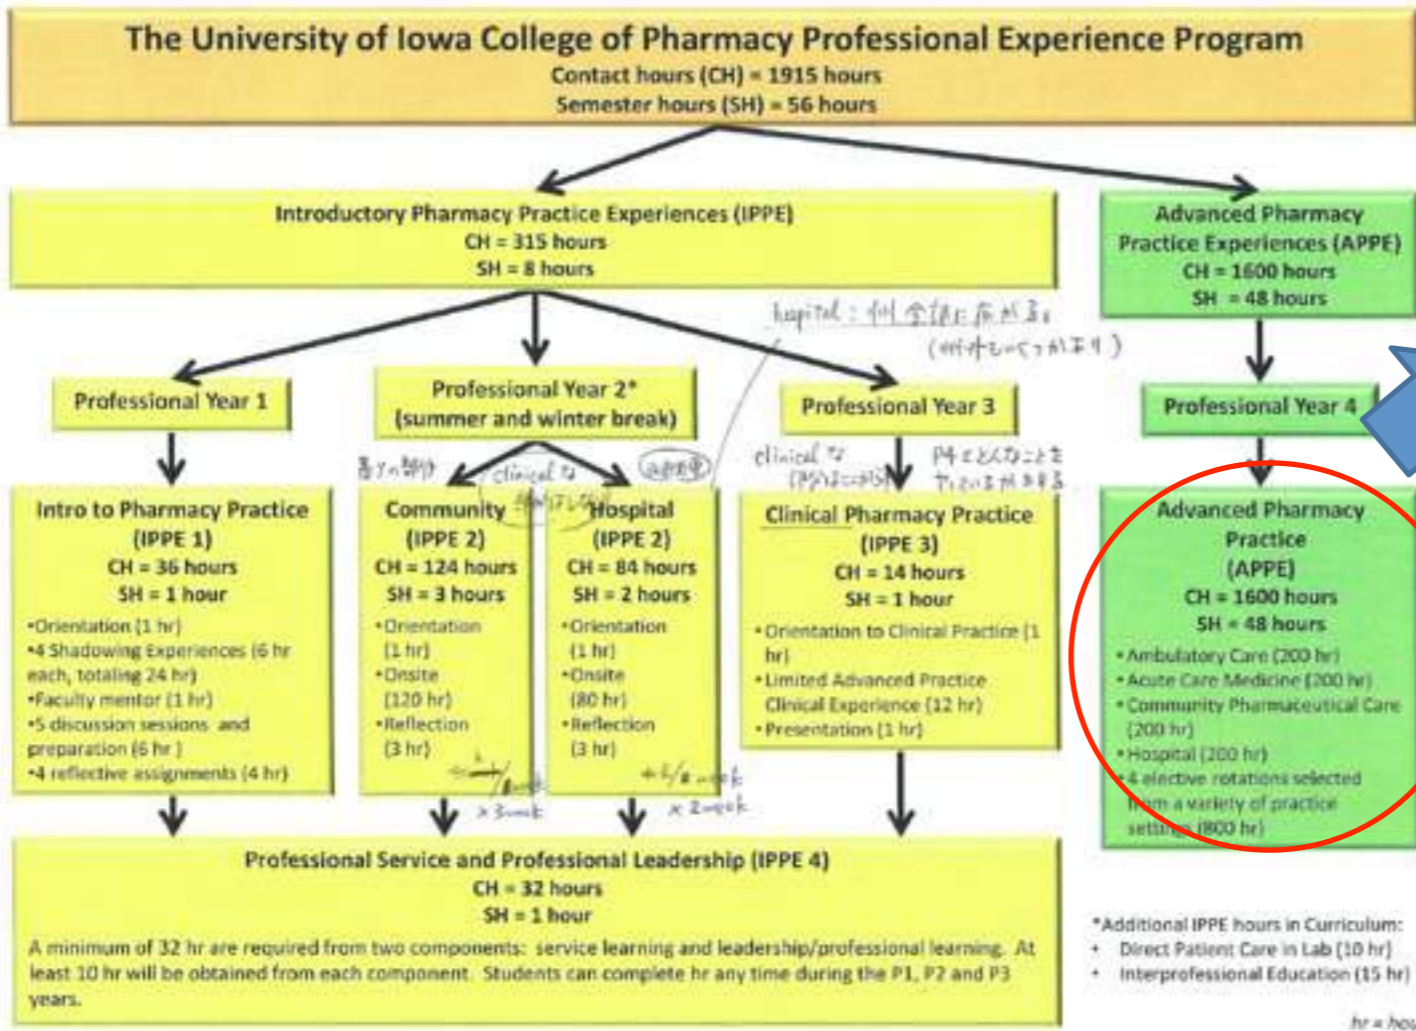 The University of Iowa College of Pharmacy Professional Experience Program
Contact hours (CH) = 1915 hours
Semester hours (SH) = 56 hours
Introductory Pharmacy Practice Experiences (IPPE)
CH = 315 hours
SH = 8 hours
Advanced Pharmacy
Practice Experiences (APPE)
CH = 1600 hours
SH = 48 hours
hospital :
Professional Year 1
Professional Year 2*
(summer and winter break)
Professional Year 3
Professional Year 4
clinical な
clinical な
P4
Intro to Pharmacy Practice
(IPPE 1)
CH = 36 hours
SH = 1 hour
•Orientation (1 hr)
•4 Shadowing Experiences (6 hr
each, totaling 24 hr)
•Faculty mentor (1 hr)
•5 discussion sessions and
preparation (6 hr )
•4 reflective assignments (4 hr)
Community
(IPPE 2)
CH = 124 hours
SH = 3 hours
•Orientation
(1 hr)
•Onsite
(120 hr)
•Reflection
(3 hr)
× 3 week
Hospital
(IPPE 2)
CH = 84 hours
SH = 2 hours
•Orientation
(1 hr)
•Onsite
(80 hr)
•Reflection
(3 hr)
× 2 week
Clinical Pharmacy Practice
(IPPE 3)
CH = 14 hours
SH = 1 hour
•Orientation to Clinical Practice (1
hr)
•Limited Advanced Practice
Clinical Experience (12 hr)
•Presentation (1 hr)
Advanced Pharmacy
Practice
(APPE)
CH = 1600 hours
SH = 48 hours
•Ambulatory Care (200 hr)
•Acute Care Medicine (200 hr)
•Community Pharmaceutical Care
(200 hr)
•Hospital (200 hr)
•4 elective rotations selected
from a variety of practice
settings (800 hr)
Professional Service and Professional Leadership (IPPE 4)
CH = 32 hours
SH = 1 hour
A minimum of 32 hr are required from two components: service learning and leadership/professional learning. At
least 10 hr will be obtained from each component. Students can complete hr any time during the P1, P2 and P3
years.
*Additional IPPE hours in Curriculum:
• Direct Patient Care in Lab (10 hr)
• Interprofessional Education (15 hr)
hr = hou